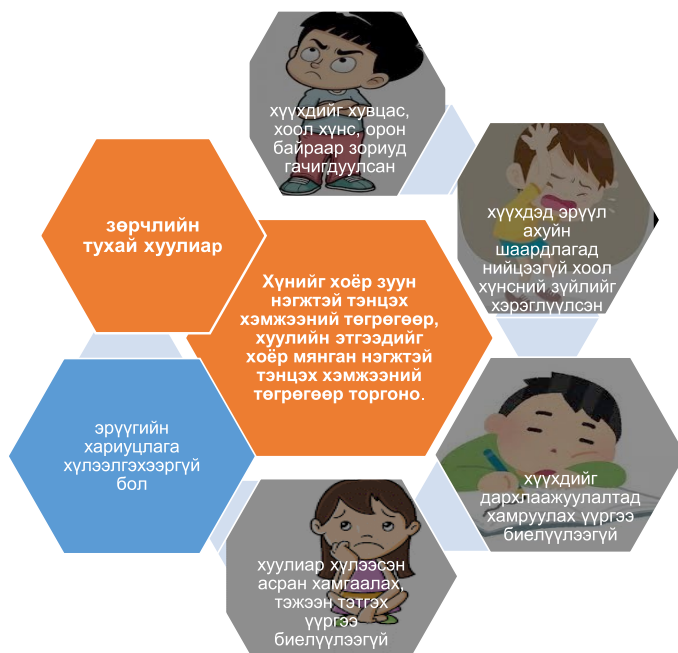 хүүхдийг хувцас,
хоол хүнс, орон
байраар зориуд
гачигдуулсан
хүүхдэд эрүүл
ахуйн
шаардлагад
нийцээгүй хоол
хүнсний зүйлийг
хэрэглүүлсэн
зөрчлийн
тухай хуулиар
Хүнийг хоёр зуун
нэгжтэй тэнцэх
хэмжээний төгрөгөөр,
хуулийн этгээдийг
хоёр мянган нэгжтэй
тэнцэх хэмжээний
төгрөгөөр торгоно.
эрүүгийн
хариуцлага
хүлээлгэхээргүй
бол
хүүхдийг
дархлаажуулалтад
хамруулах үүргээ
биелүүлээгүй
хуулиар хүлээсэн
асран хамгаалах,
тэжээн тэтгэх
үүргээ
биелүүлээгүй